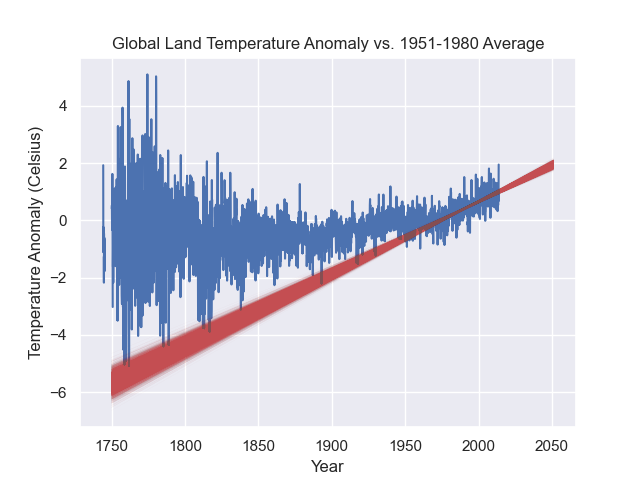 Global Land Temperature Anomaly vs. 1951-1980 Average
Temperature Anomaly (Celsius)
4
2
0
−2
−4
−6
1750 1800 1850 1900 1950 2000 2050
Year